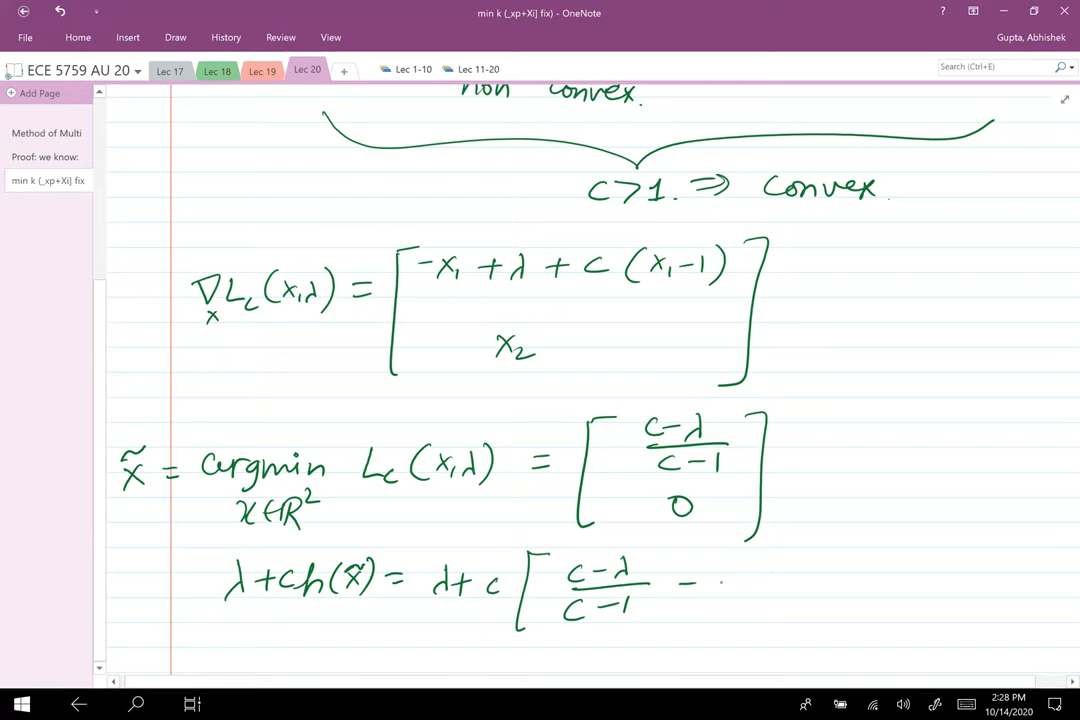 min k (_xp+Xi] fix) - OneNote
?
File Home Insert Draw History Review View
Gupta, Abhishek
ECE 5759 AU 20
Lec 17
Lec 18
Lec 19
Lec 20
+
Lec 1-10
Lec 11-20
Search (Ctrl+E)
Add Page
Method of Multi
Proof: we know:
min k (_xp+Xi] fix
non convex.
c > 1. ⇒ convex.
∇ₓ L_c(x,λ) = [ -x₁ + λ + c (x₁-1)
x₂ ]
x̃ = argmin L_c(x,λ) = [ c-λ / c-1
x∈ℝ² 0 ]
λ+ch(x̃) = λ+c [ c-λ / c-1 -
2:28 PM
10/14/2020